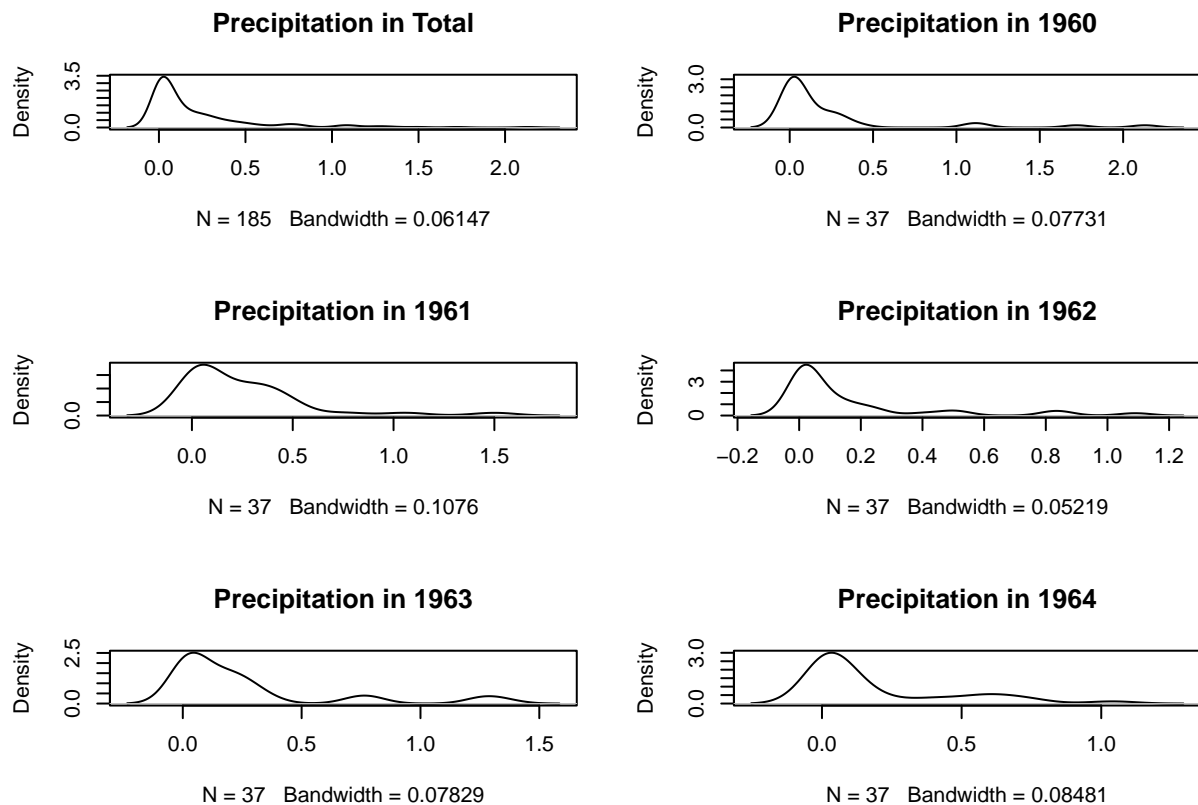 Precipitation in Total
Density
0.0
3.5
0.0 0.5 1.0 1.5 2.0
N = 185 Bandwidth = 0.06147
Precipitation in 1960
Density
0.0
3.0
0.0 0.5 1.0 1.5 2.0
N = 37 Bandwidth = 0.07731
Precipitation in 1961
Density
0.0
0.0 0.5 1.0 1.5
N = 37 Bandwidth = 0.1076
Precipitation in 1962
Density
0
3
−0.2 0.0 0.2 0.4 0.6 0.8 1.0 1.2
N = 37 Bandwidth = 0.05219
Precipitation in 1963
Density
0.0
2.5
0.0 0.5 1.0 1.5
N = 37 Bandwidth = 0.07829
Precipitation in 1964
Density
0.0
3.0
0.0 0.5 1.0
N = 37 Bandwidth = 0.08481